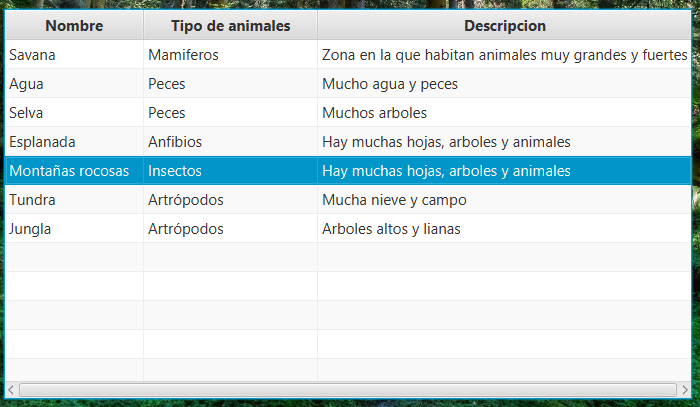 Nombre Tipo de animales Descripcion
Savana Mamiferos Zona en la que habitan animales muy grandes y fuertes
Agua Peces Mucho agua y peces
Selva Peces Muchos arboles
Esplanada Anfibios Hay muchas hojas, arboles y animales
Montañas rocosas Insectos Hay muchas hojas, arboles y animales
Tundra Artrópodos Mucha nieve y campo
Jungla Artrópodos Arboles altos y lianas